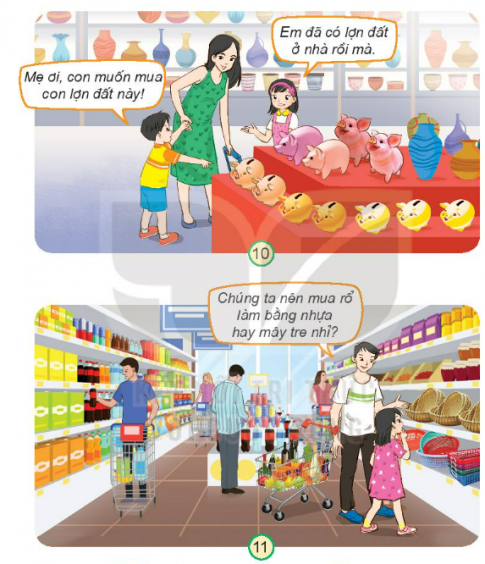 Em đã có lợn đất
ở nhà rồi mà.
Mẹ ơi, con muốn mua
con lợn đất này!
10
Chúng ta nên mua rổ
làm bằng nhựa
hay mây tre nhỉ?
11